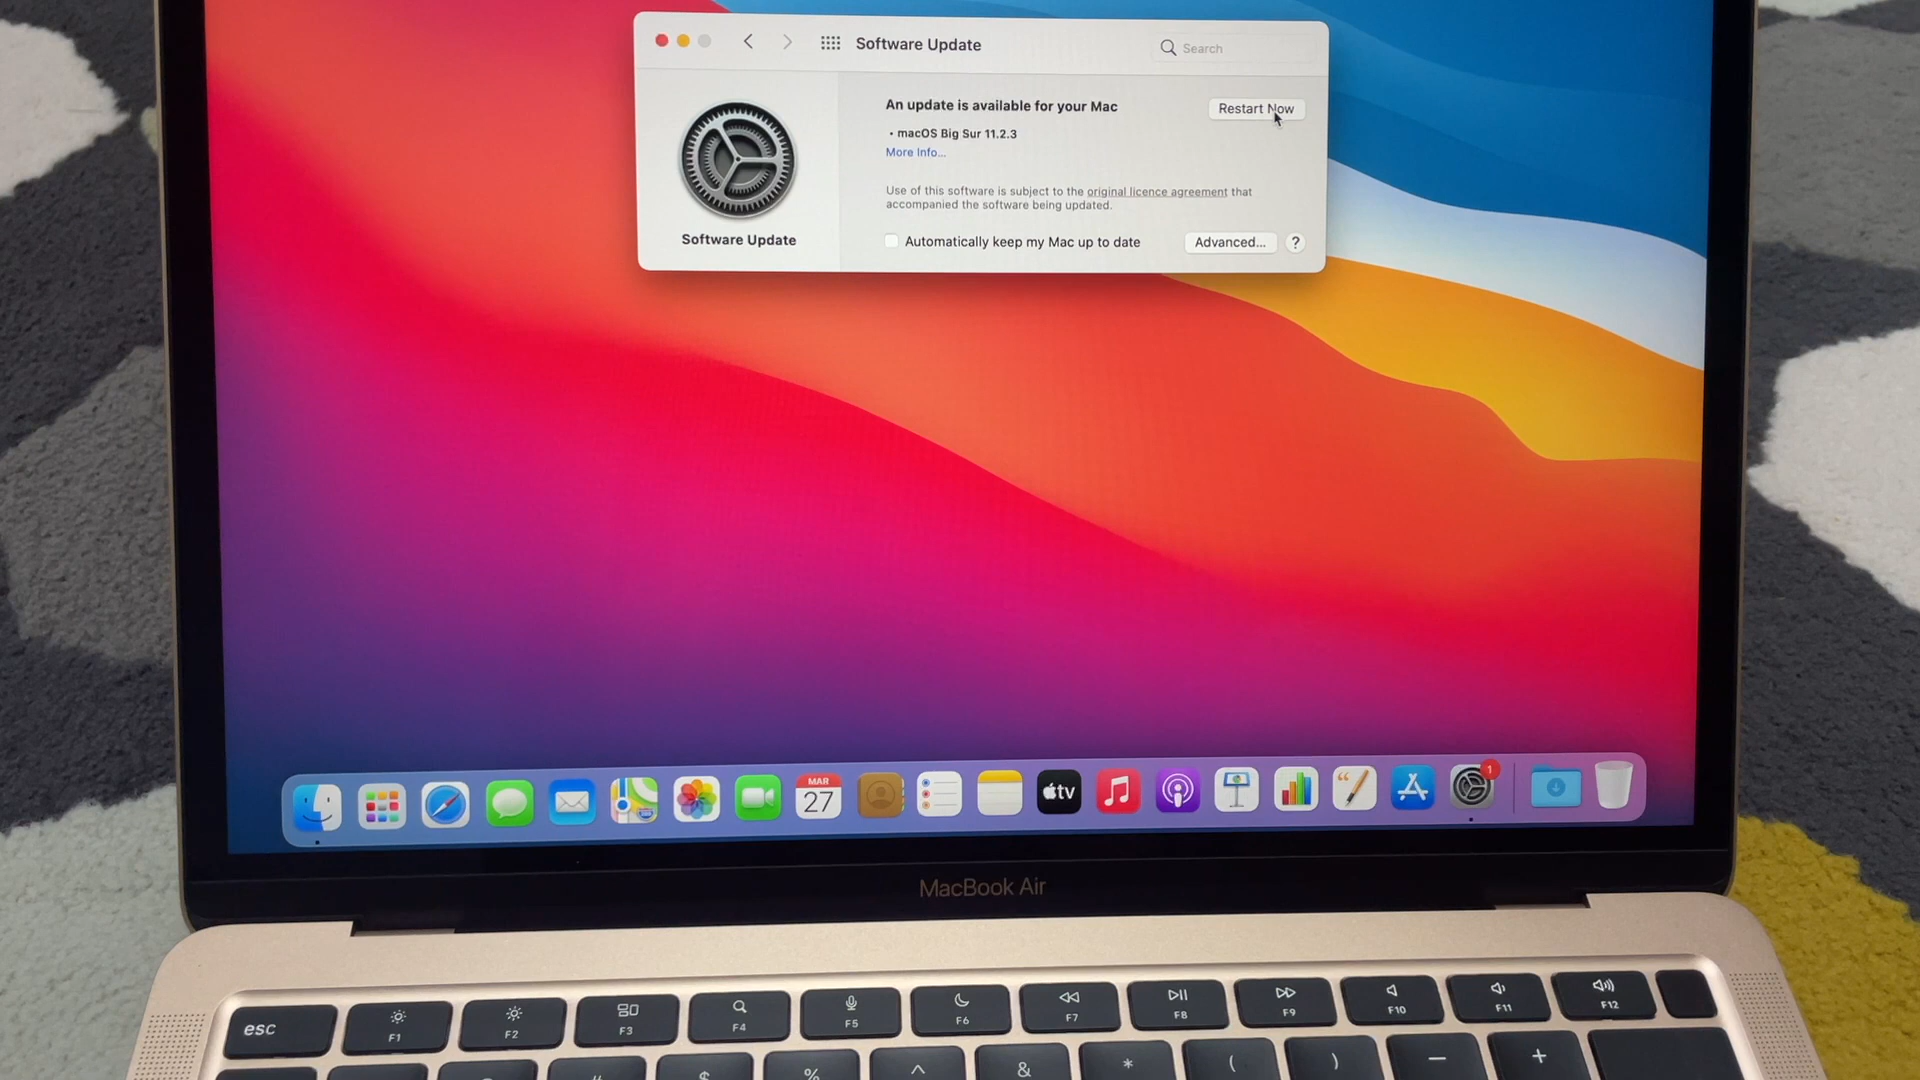 Software Update
Search
An update is available for your Mac
Restart Now
• macOS Big Sur 11.2.3
More Info...
Use of this software is subject to the original licence agreement that
accompanied the software being updated.
Software Update
Automatically keep my Mac up to date
Advanced...
?
MAR
27
tv
1
MacBook Air
esc
F1
F2
F3
F4
F5
F6
F7
F8
F9
F10
F11
F12
%
^
&
*
(
)
—
+